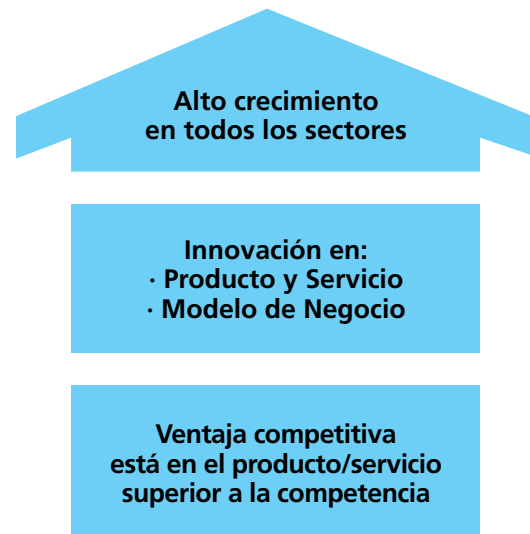 Alto crecimiento
en todos los sectores
Innovación en:
· Producto y Servicio
· Modelo de Negocio
Ventaja competitiva
está en el producto/servicio
superior a la competencia